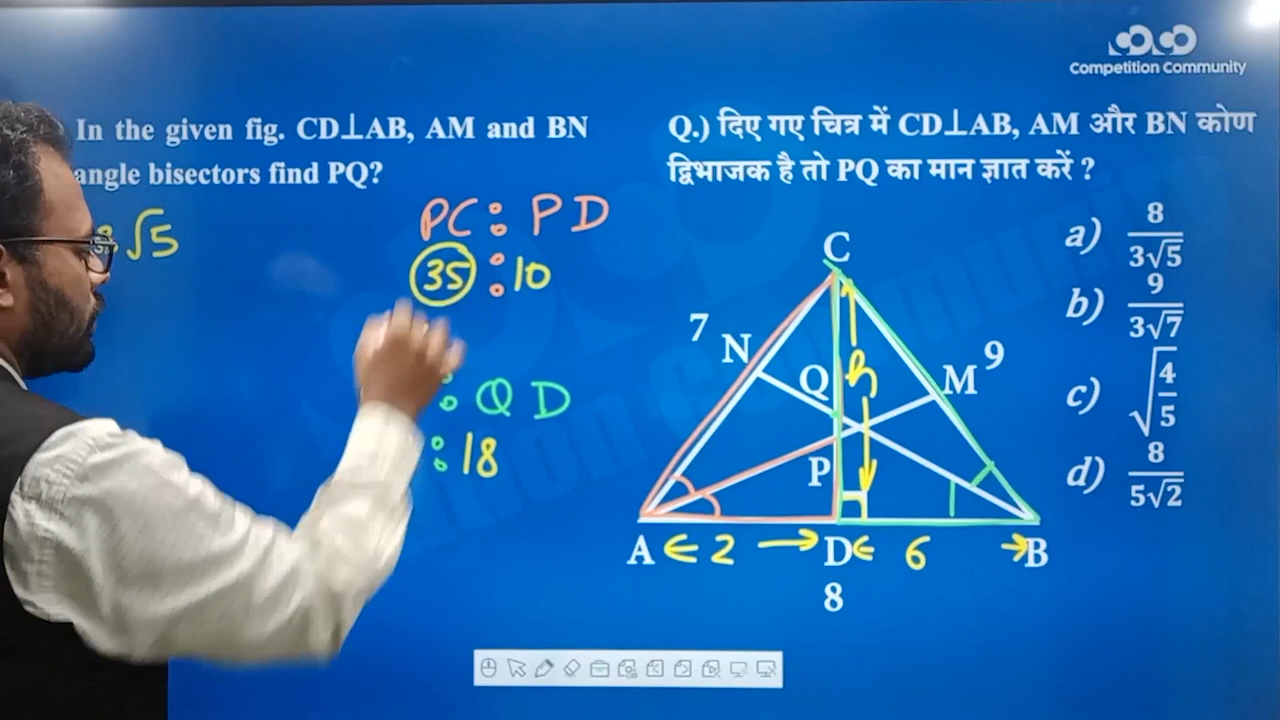 Competition Community
In the given fig. CD⊥AB, AM and BN
angle bisectors find PQ?
Q.) दिए गए चित्र में CD⊥AB, AM और BN कोण
द्विभाजक है तो PQ का मान ज्ञात करें ?
√5
PC : PD
35 : 10
: QD
: 18
C
7
N
Q
h
M
9
P
A
2
D
6
B
8
a) 8/3√5
b) 9/3√7
c) √4/5
d) 8/5√2